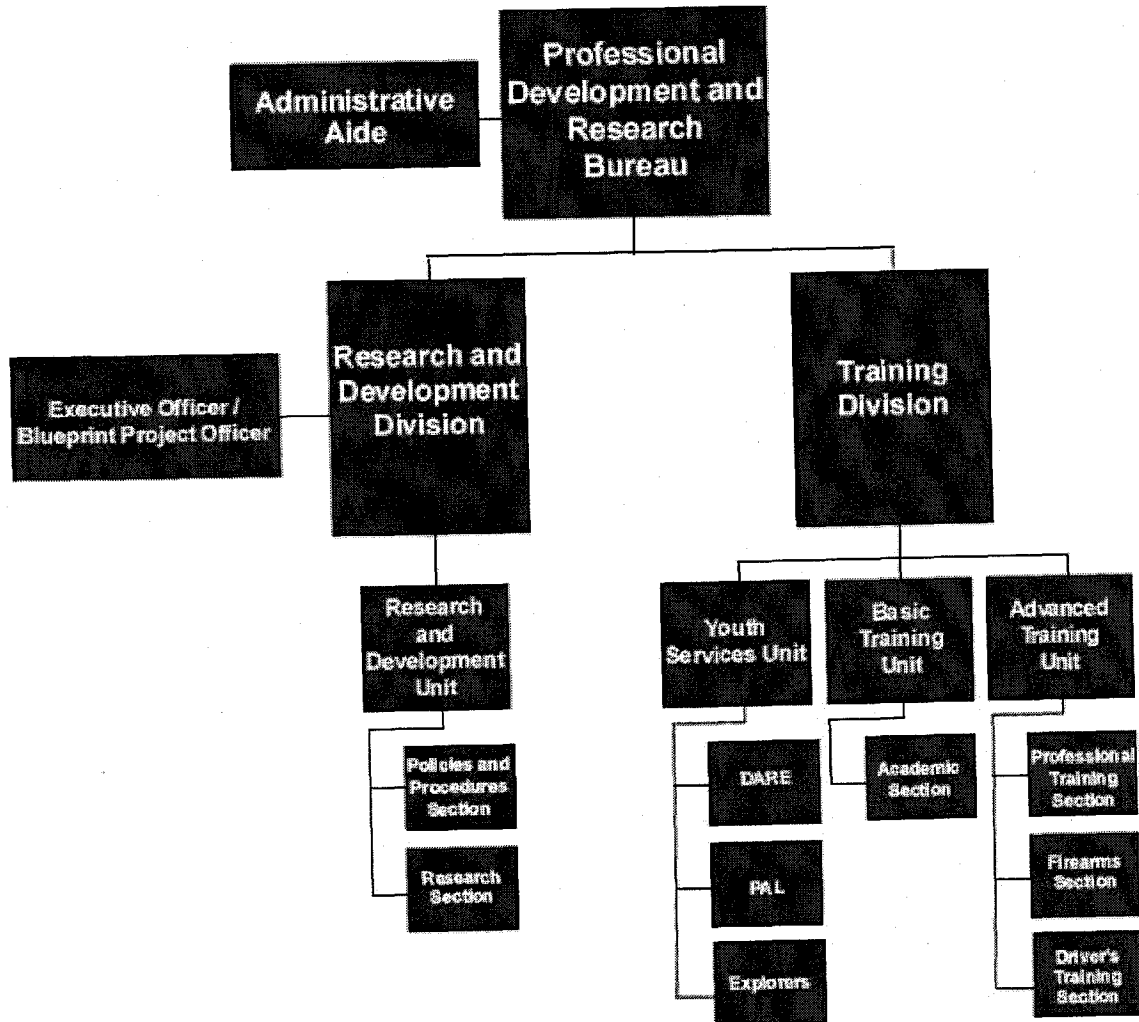 Professional
Development and
Research
Bureau
Administrative
Aide
Research and
Development
Division
Training
Division
Executive Officer /
Blueprint Project Officer
Research
and
Development
Unit
Youth
Services Unit
Basic
Training
Unit
Advanced
Training
Unit
Policies and
Procedures
Section
Research
Section
DARE
PAL
Explorers
Academic
Section
Professional
Training
Section
Firearms
Section
Driver's
Training
Section